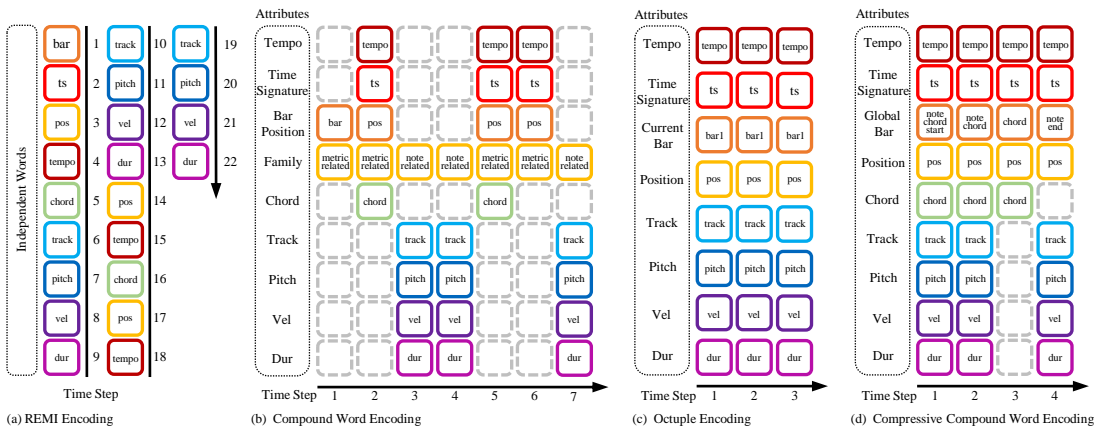 Independent Words
bar 1 track 10 track 19
ts 2 pitch 11 pitch 20
pos 3 vel 12 vel 21
tempo 4 dur 13 dur 22
chord 5 pos 14
track 6 tempo 15
pitch 7 chord 16
vel 8 pos 17
dur 9 tempo 18
Time Step
(a) REMI Encoding
Attributes
Tempo tempo tempo tempo
Time
Signature ts ts ts
Bar
Position bar pos pos pos
Family metric related metric related note related note related metric related metric related note related
Chord chord chord
Track track track track
Pitch pitch pitch pitch
Vel vel vel vel
Dur dur dur dur
Time Step 1 2 3 4 5 6 7
(b) Compound Word Encoding
Attributes
Tempo tempo tempo tempo
Time
Signature ts ts ts
Current
Bar bar1 bar1 bar1
Position pos pos pos
Track track track track
Pitch pitch pitch pitch
Vel vel vel vel
Dur dur dur dur
Time Step 1 2 3
(c) Octuple Encoding
Attributes
Tempo tempo tempo tempo tempo
Time
Signature ts ts ts ts
Global
Bar note chord start note chord chord note end
Position pos pos pos pos
Chord chord chord chord
Track track track track
Pitch pitch pitch pitch
Vel vel vel vel
Dur dur dur dur
Time Step 1 2 3 4
(d) Compressive Compound Word Encoding